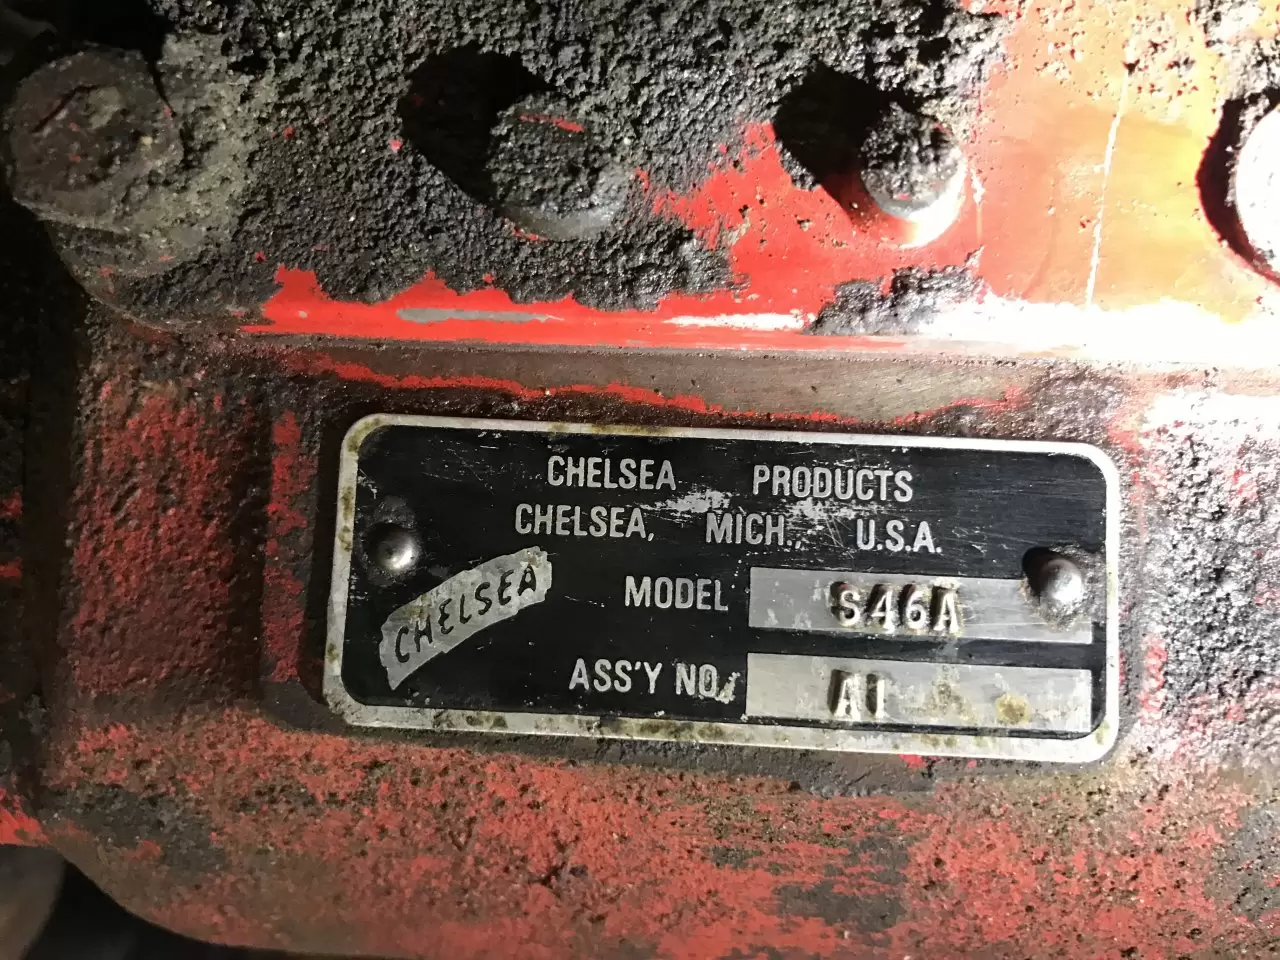 CHELSEA PRODUCTS
CHELSEA, MICH., U.S.A.
CHELSEA
MODEL S46A
ASS'Y NO. A1